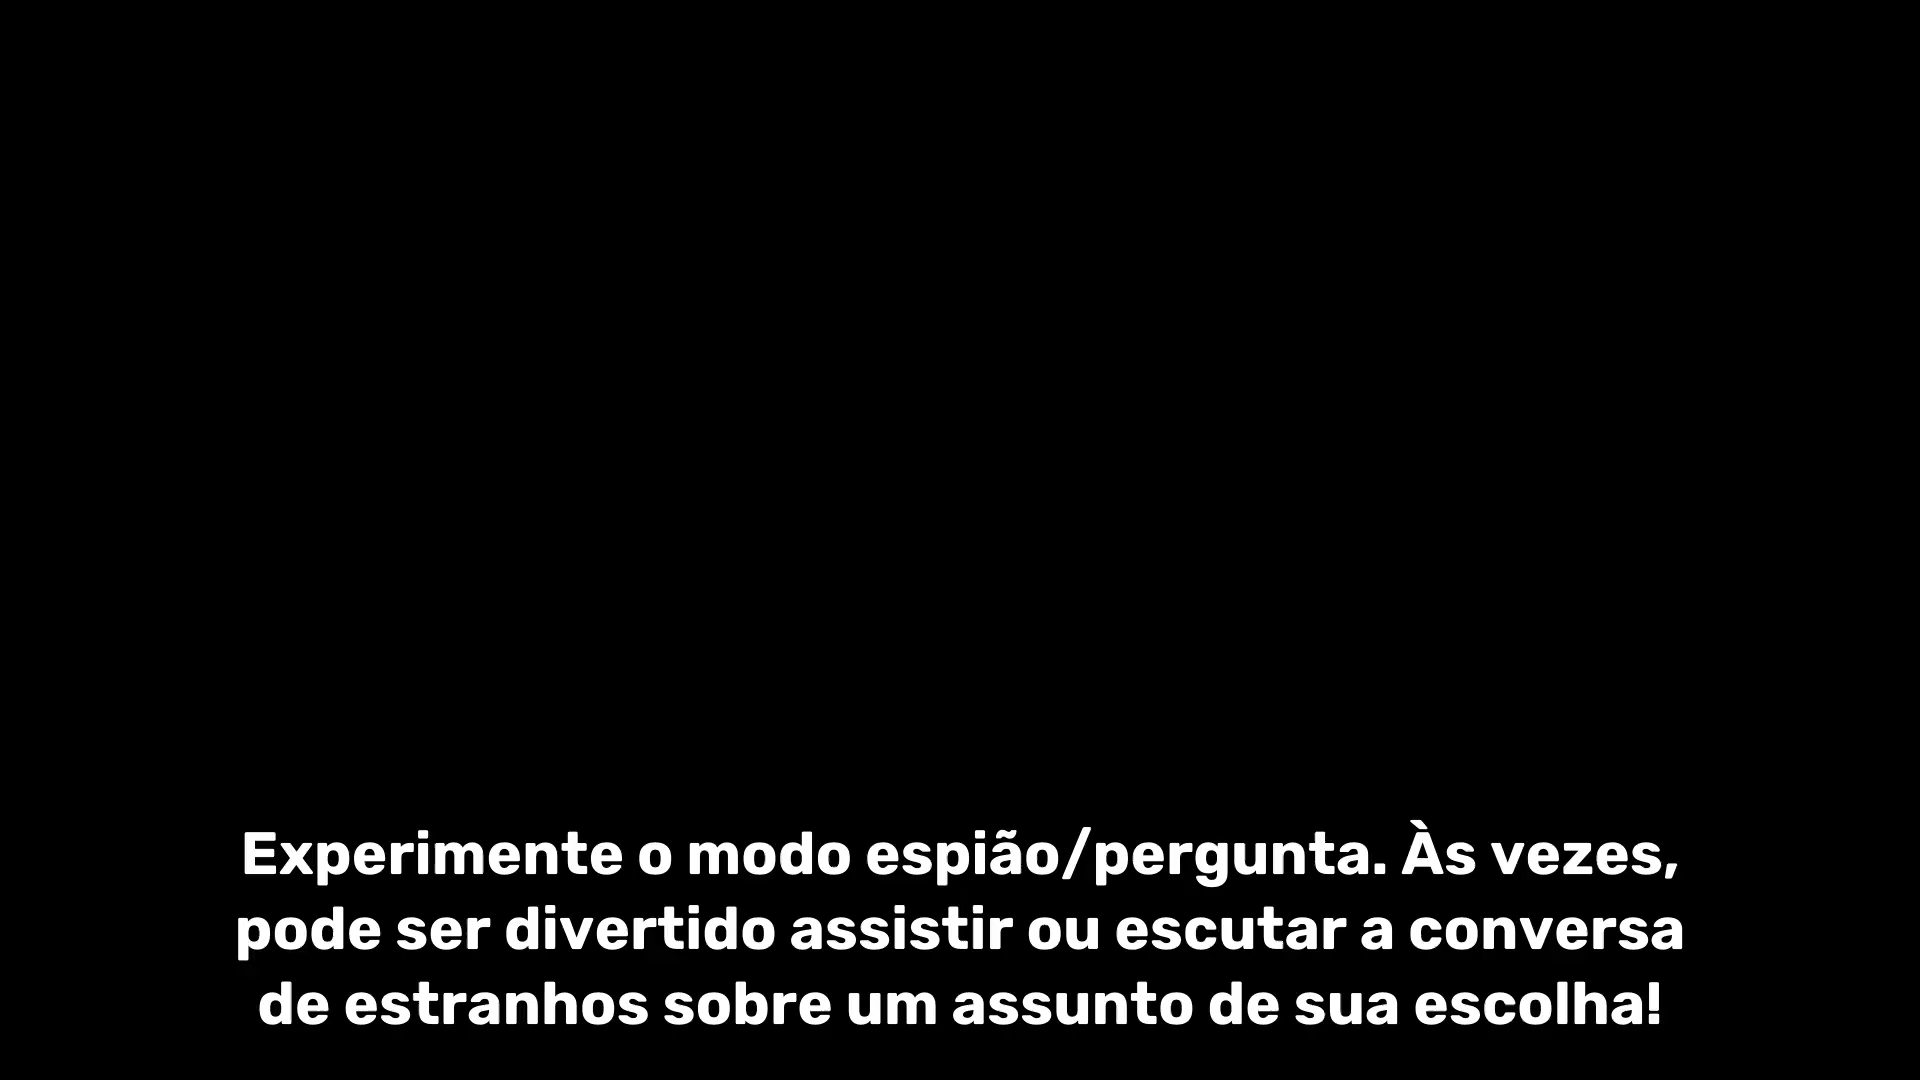 Experimente o modo espião/pergunta. Às vezes,
pode ser divertido assistir ou escutar a conversa
de estranhos sobre um assunto de sua escolha!